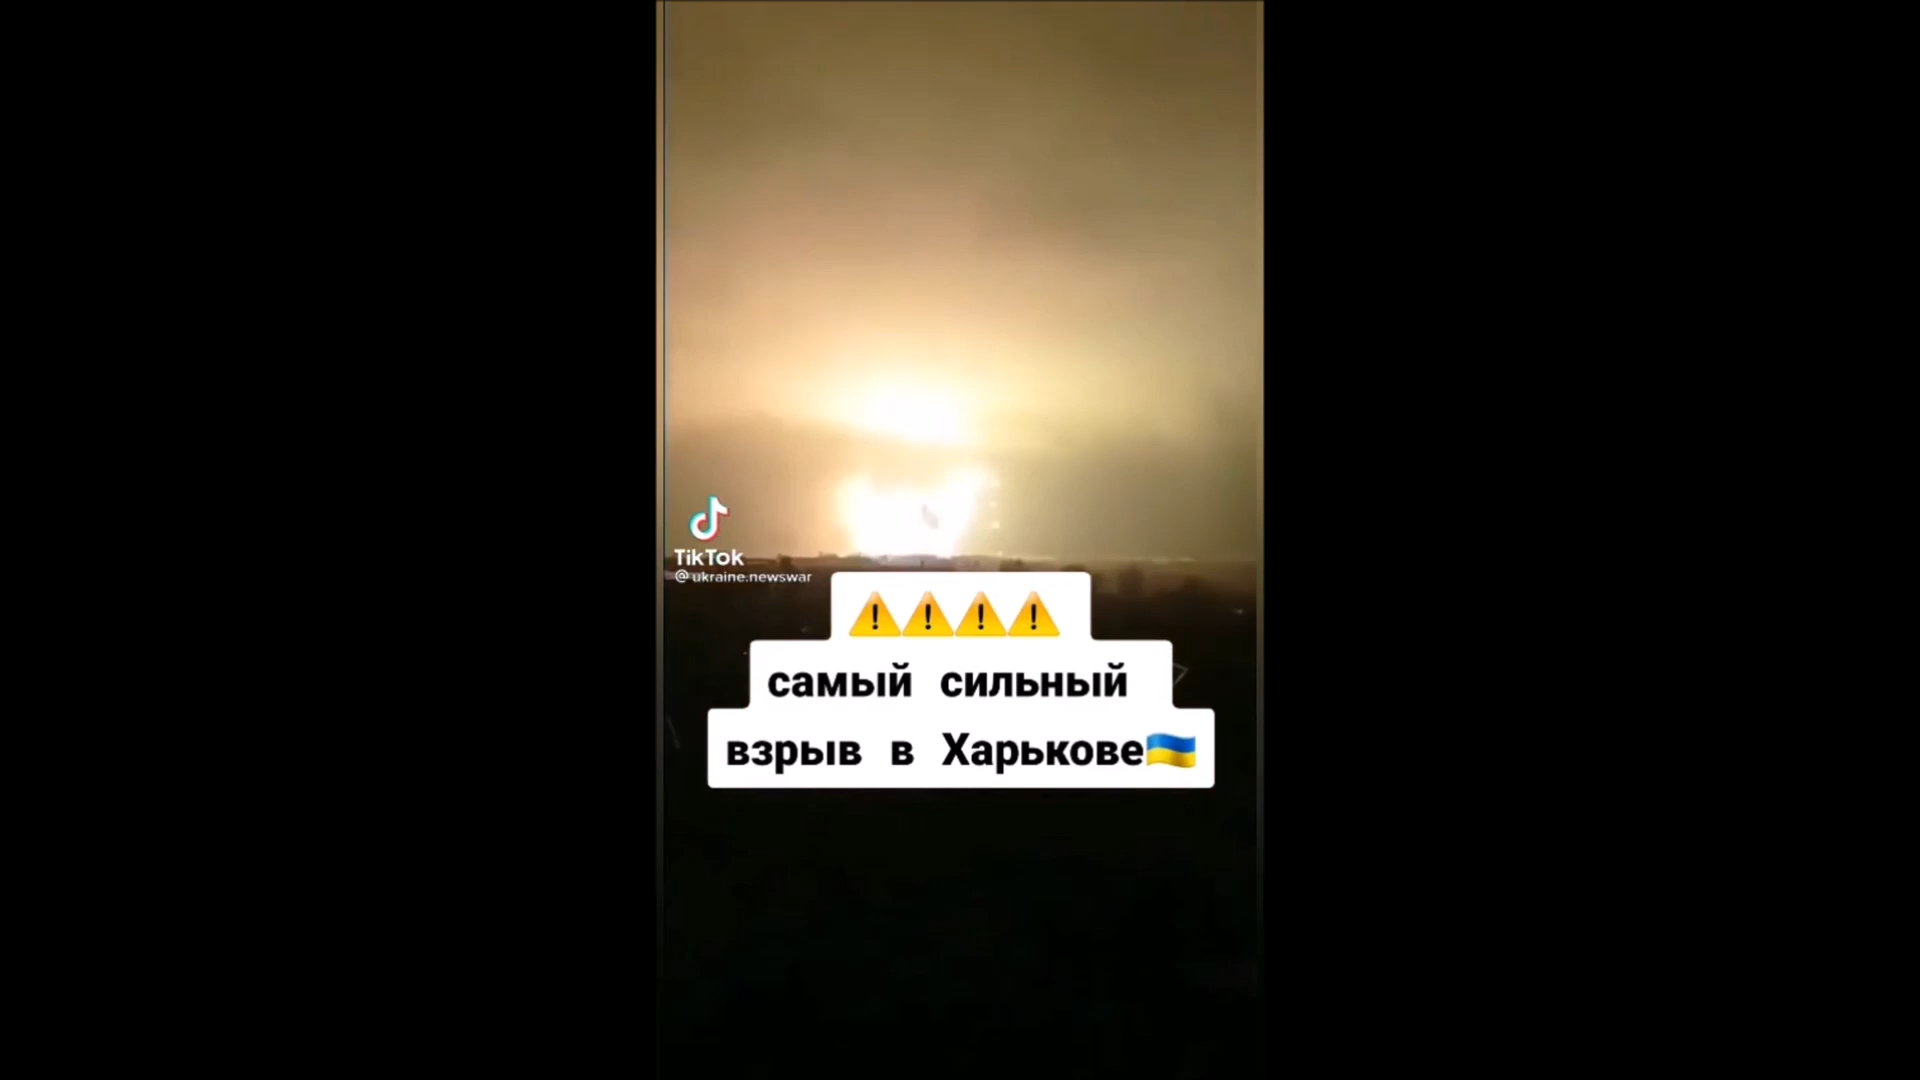 TikTok
@ukraine.newswar
⚠️⚠️⚠️⚠️
самый сильный
взрыв в Харькове🇺🇦